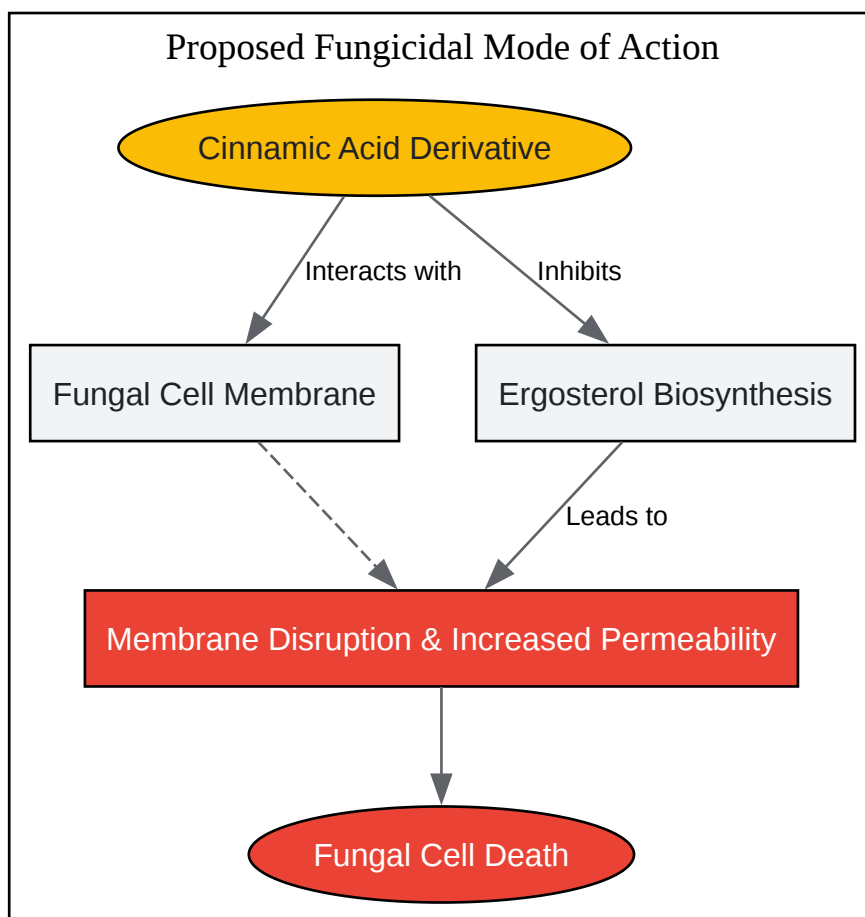 Proposed Fungicidal Mode of Action
Cinnamic Acid Derivative
Interacts with
Inhibits
Fungal Cell Membrane
Ergosterol Biosynthesis
Leads to
Membrane Disruption & Increased Permeability
Fungal Cell Death